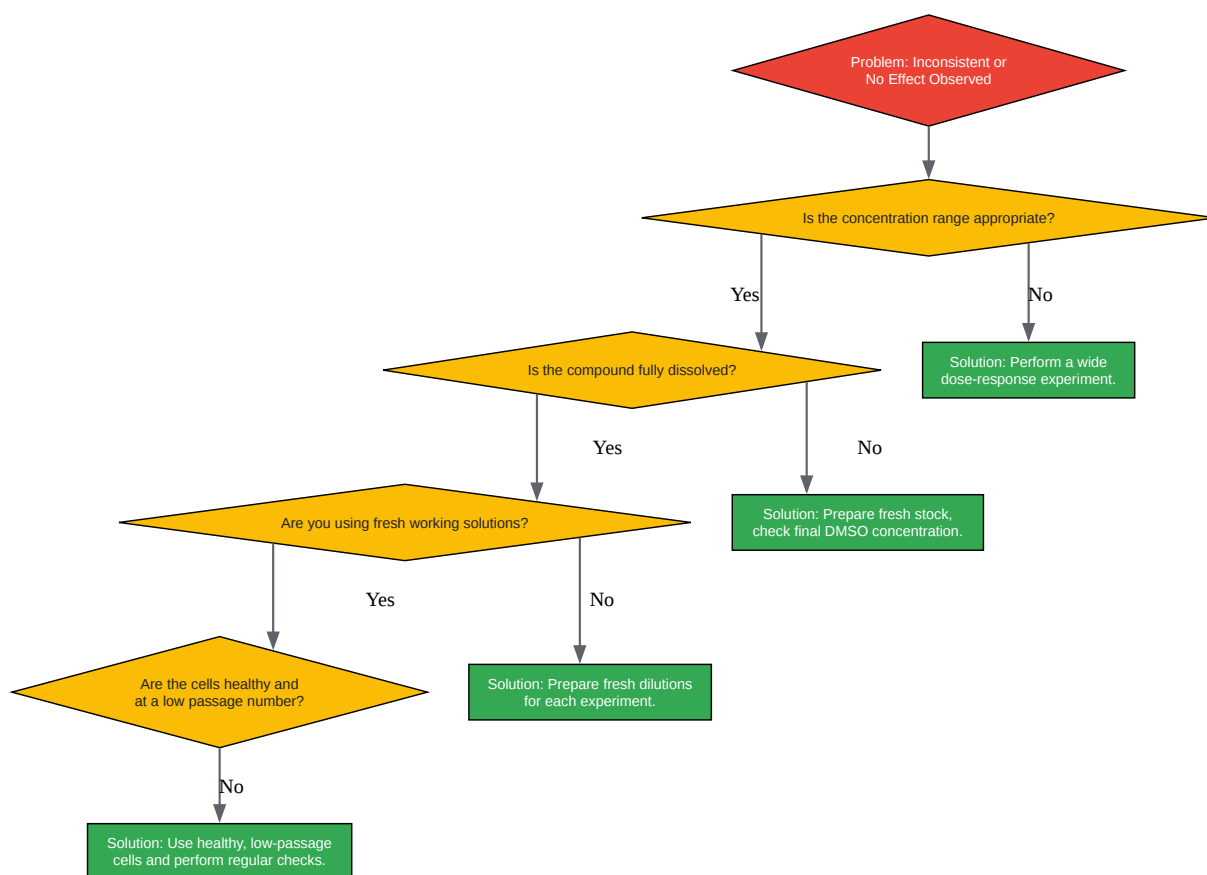 Problem: Inconsistent or
No Effect Observed
Is the concentration range appropriate?
Yes
No
Is the compound fully dissolved?
Solution: Perform a wide
dose-response experiment.
Yes
No
Are you using fresh working solutions?
Solution: Prepare fresh stock,
check final DMSO concentration.
Yes
No
Are the cells healthy and
at a low passage number?
Solution: Prepare fresh dilutions
for each experiment.
No
Solution: Use healthy, low-passage
cells and perform regular checks.